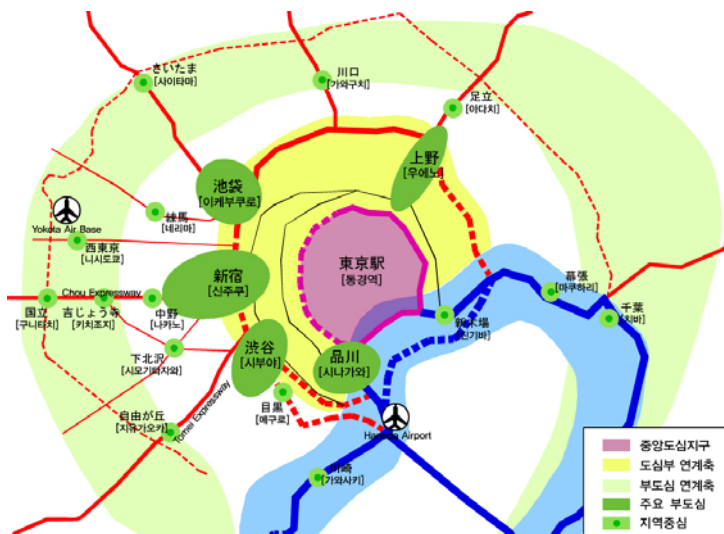 さいたま
[사이타마]
川口
[가와구치]
足立
[아다치]
上野
[우에노]
池袋
[이케부쿠로]
練馬
[네리마]
Yokota Air Base
西東京
[니시도쿄]
東京駅
[동경역]
新宿
[신주쿠]
Chou Expressway
国立
[구니타치]
吉じょう寺
[키치조지]
中野
[나카노]
幕張
[마쿠하리]
千葉
[치바]
新木場
[신기바]
下北沢
[시모기타자와]
渋谷
[시부야]
品川
[시나가와]
目黒
[메구로]
自由が丘
[지유가오카]
Tomei Expressway
Haneda Airport
川崎
[가와사키]
중앙도심지구
도심부 연계축
부도심 연계축
주요 부도심
지역중심